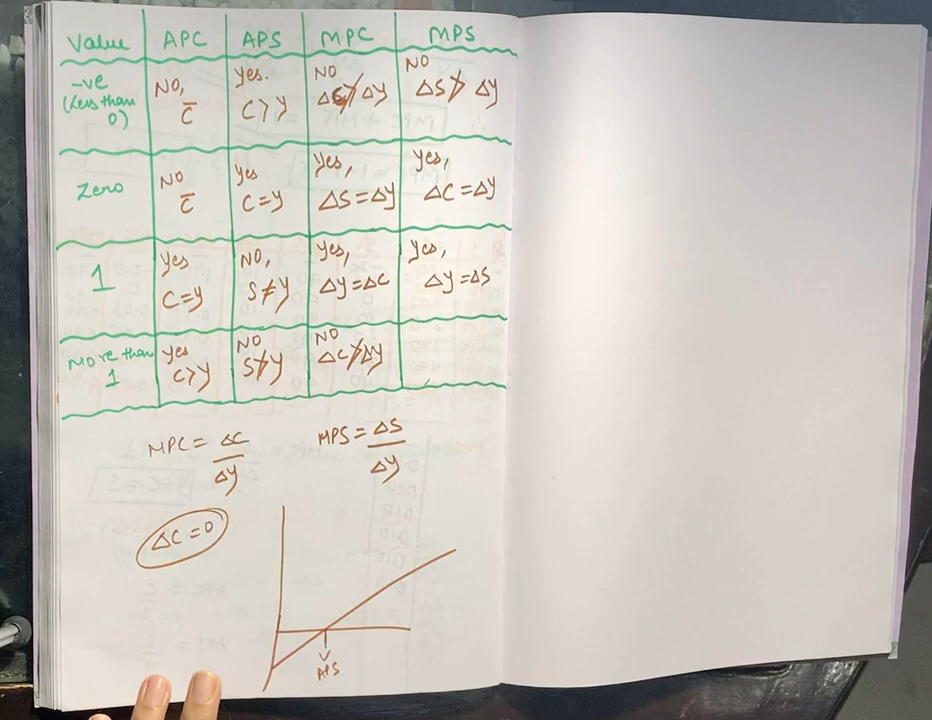 Value APC APS MPC MPS
-ve (Less than 0) NO, C̅ Yes. C > Y NO ΔS ≯ ΔY NO ΔS ≯ ΔY
Zero NO C̅ Yes C = Y Yes, ΔS = ΔY Yes, ΔC = ΔY
1 Yes C = Y NO, S ≠ Y Yes, ΔY = ΔC Yes, ΔY = ΔS
More than 1 Yes C > Y NO S ≯ Y NO ΔC ≯ ΔY
MPC = ΔC / ΔY MPS = ΔS / ΔY
ΔC = 0
APS